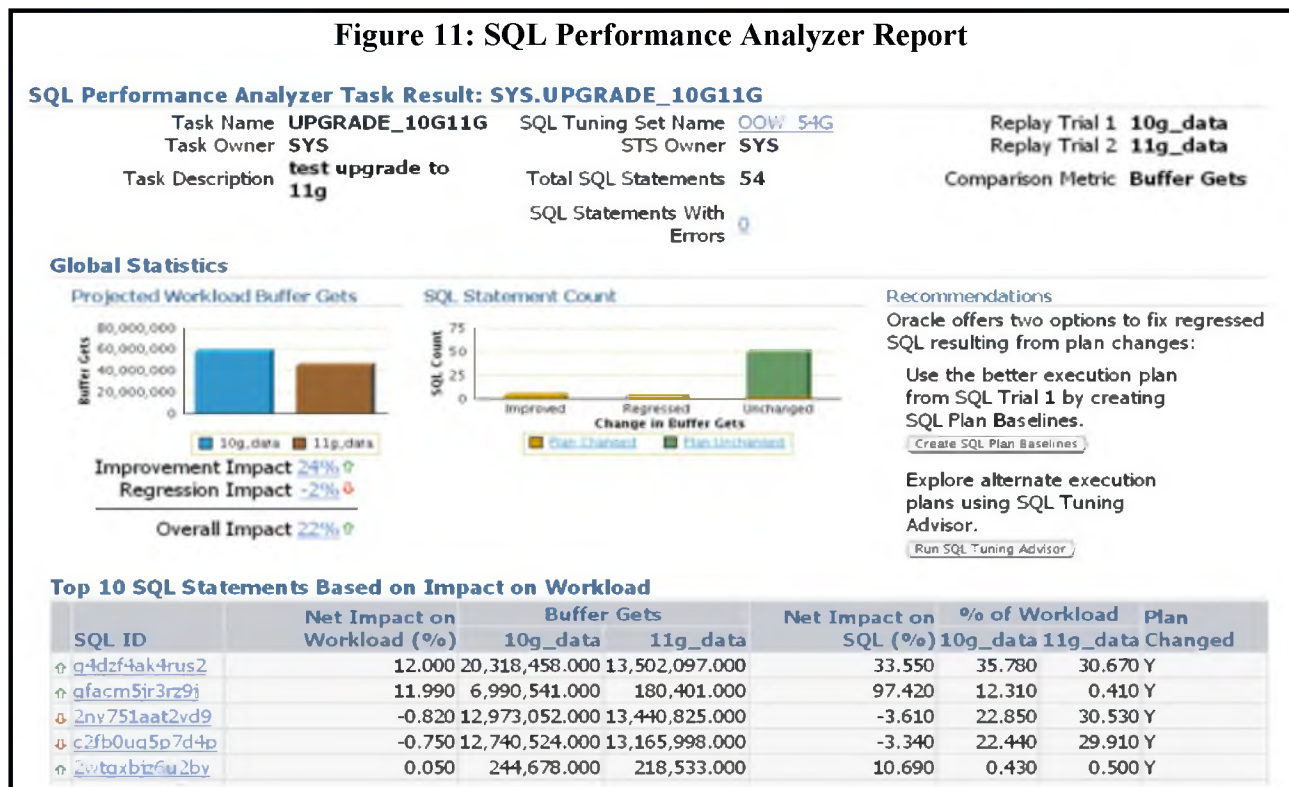 Figure 11: SQL Performance Analyzer Report
SQL Performance Analyzer Task Result: SYS.UPGRADE_10G11G
Task Name UPGRADE_10G11G
Task Owner SYS
Task Description test upgrade to
11g
SQL Tuning Set Name OOW_54G
STS Owner SYS
Total SQL Statements 54
SQL Statements With
Errors 0
Replay Trial 1 10g_data
Replay Trial 2 11g_data
Comparison Metric Buffer Gets
Global Statistics
Projected Workload Buffer Gets
Buffer Gets
80,000,000
60,000,000
40,000,000
20,000,000
0
10g_data 11g_data
Improvement Impact 24%
Regression Impact -2%
Overall Impact 22%
SQL Statement Count
SQL Count
75
50
25
0
Improved Regressed Unchanged
Change in Buffer Gets
Plan Changed Plan Unchanged
Recommendations
Oracle offers two options to fix regressed
SQL resulting from plan changes:
Use the better execution plan
from SQL Trial 1 by creating
SQL Plan Baselines.
Create SQL Plan Baselines
Explore alternate execution
plans using SQL Tuning
Advisor.
Run SQL Tuning Advisor
Top 10 SQL Statements Based on Impact on Workload
Net Impact on Buffer Gets Net Impact on % of Workload Plan
SQL ID Workload (%) 10g_data 11g_data SQL (%) 10g_data 11g_data Changed
g4dzf4ak4rus2 12.000 20,318,458.000 13,502,097.000 33.550 35.780 30.670 Y
gfacm5jr3rz9j 11.990 6,990,541.000 180,401.000 97.420 12.310 0.410 Y
2ny751aat2vd9 -0.820 12,973,052.000 13,440,825.000 -3.610 22.850 30.530 Y
c2fb0ug5p7d4p -0.750 12,740,524.000 13,165,998.000 -3.340 22.440 29.910 Y
0.050 244,678.000 218,533.000 10.690 0.430 0.500 Y